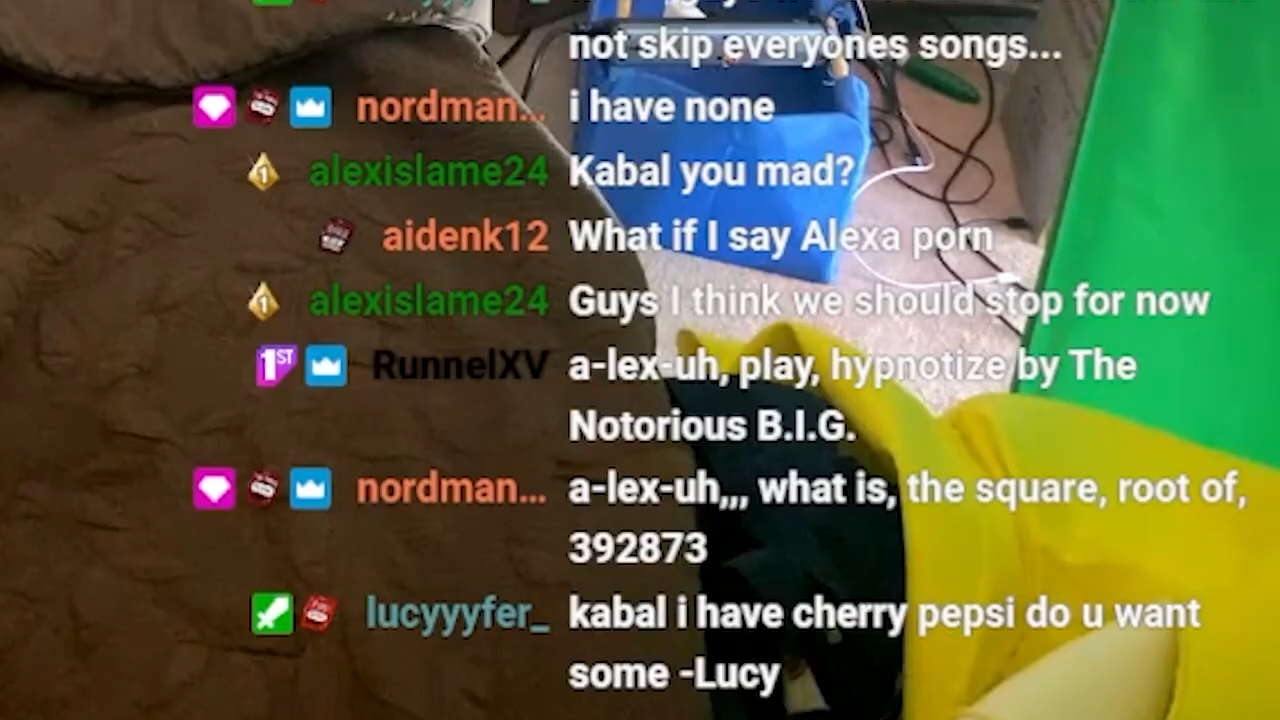 not skip everyones songs...
nordman... i have none
alexislame24 Kabal you mad?
aidenk12 What if I say Alexa porn
alexislame24 Guys I think we should stop for now
1ST RunnelXV a-lex-uh, play, hypnotize by The
Notorious B.I.G.
nordman... a-lex-uh,,, what is, the square, root of,
392873
lucyyyfer_ kabal i have cherry pepsi do u want
some -Lucy